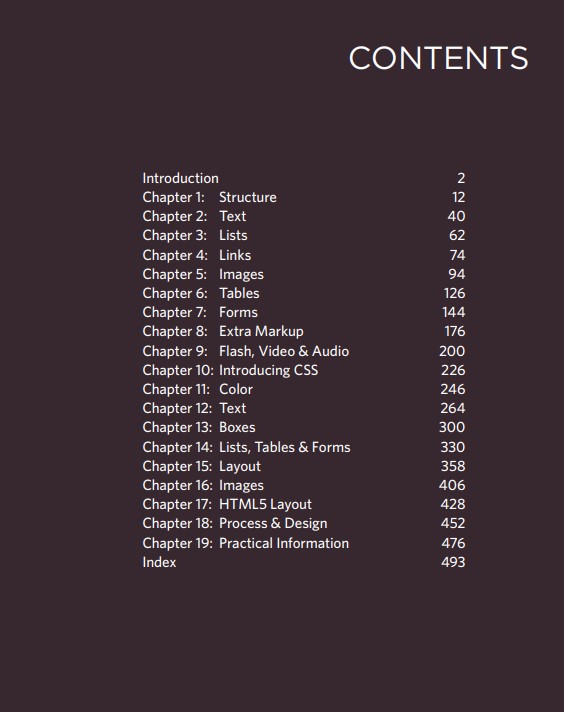 CONTENTS
Introduction 2
Chapter 1: Structure 12
Chapter 2: Text 40
Chapter 3: Lists 62
Chapter 4: Links 74
Chapter 5: Images 94
Chapter 6: Tables 126
Chapter 7: Forms 144
Chapter 8: Extra Markup 176
Chapter 9: Flash, Video & Audio 200
Chapter 10: Introducing CSS 226
Chapter 11: Color 246
Chapter 12: Text 264
Chapter 13: Boxes 300
Chapter 14: Lists, Tables & Forms 330
Chapter 15: Layout 358
Chapter 16: Images 406
Chapter 17: HTML5 Layout 428
Chapter 18: Process & Design 452
Chapter 19: Practical Information 476
Index 493